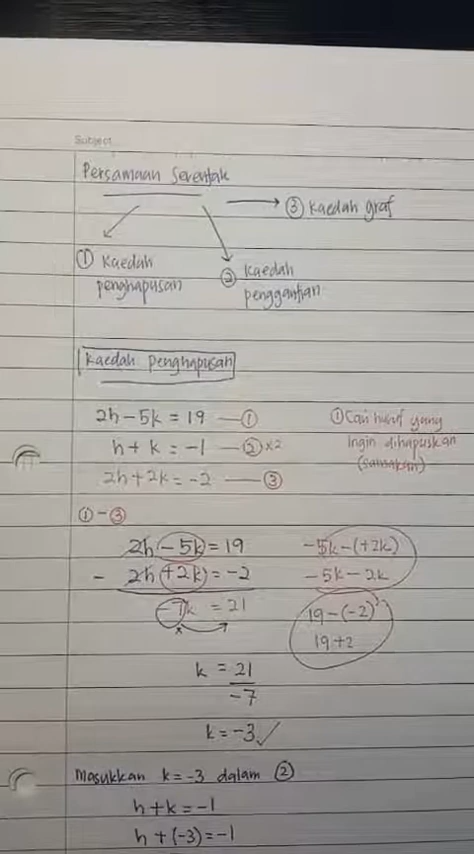 Subject
Persamaan Serentak
③ Kaedah graf
① Kaedah
penghapusan
② Kaedah
penggantian
Kaedah penghapusan
2h - 5k = 19 — ①
h + k = -1 — ② ×2
2h + 2k = -2 — ③
① Cari huruf yang
ingin dihapuskan
(samakan)
① - ③
2h - 5k = 19
- 2h + 2k = -2
-7k = 21
-5k - (+2k)
-5k - 2k
19 - (-2)
19 + 2
k = 21
-7
k = -3 ✓
Masukkan k = -3 dalam ②
h + k = -1
h + (-3) = -1